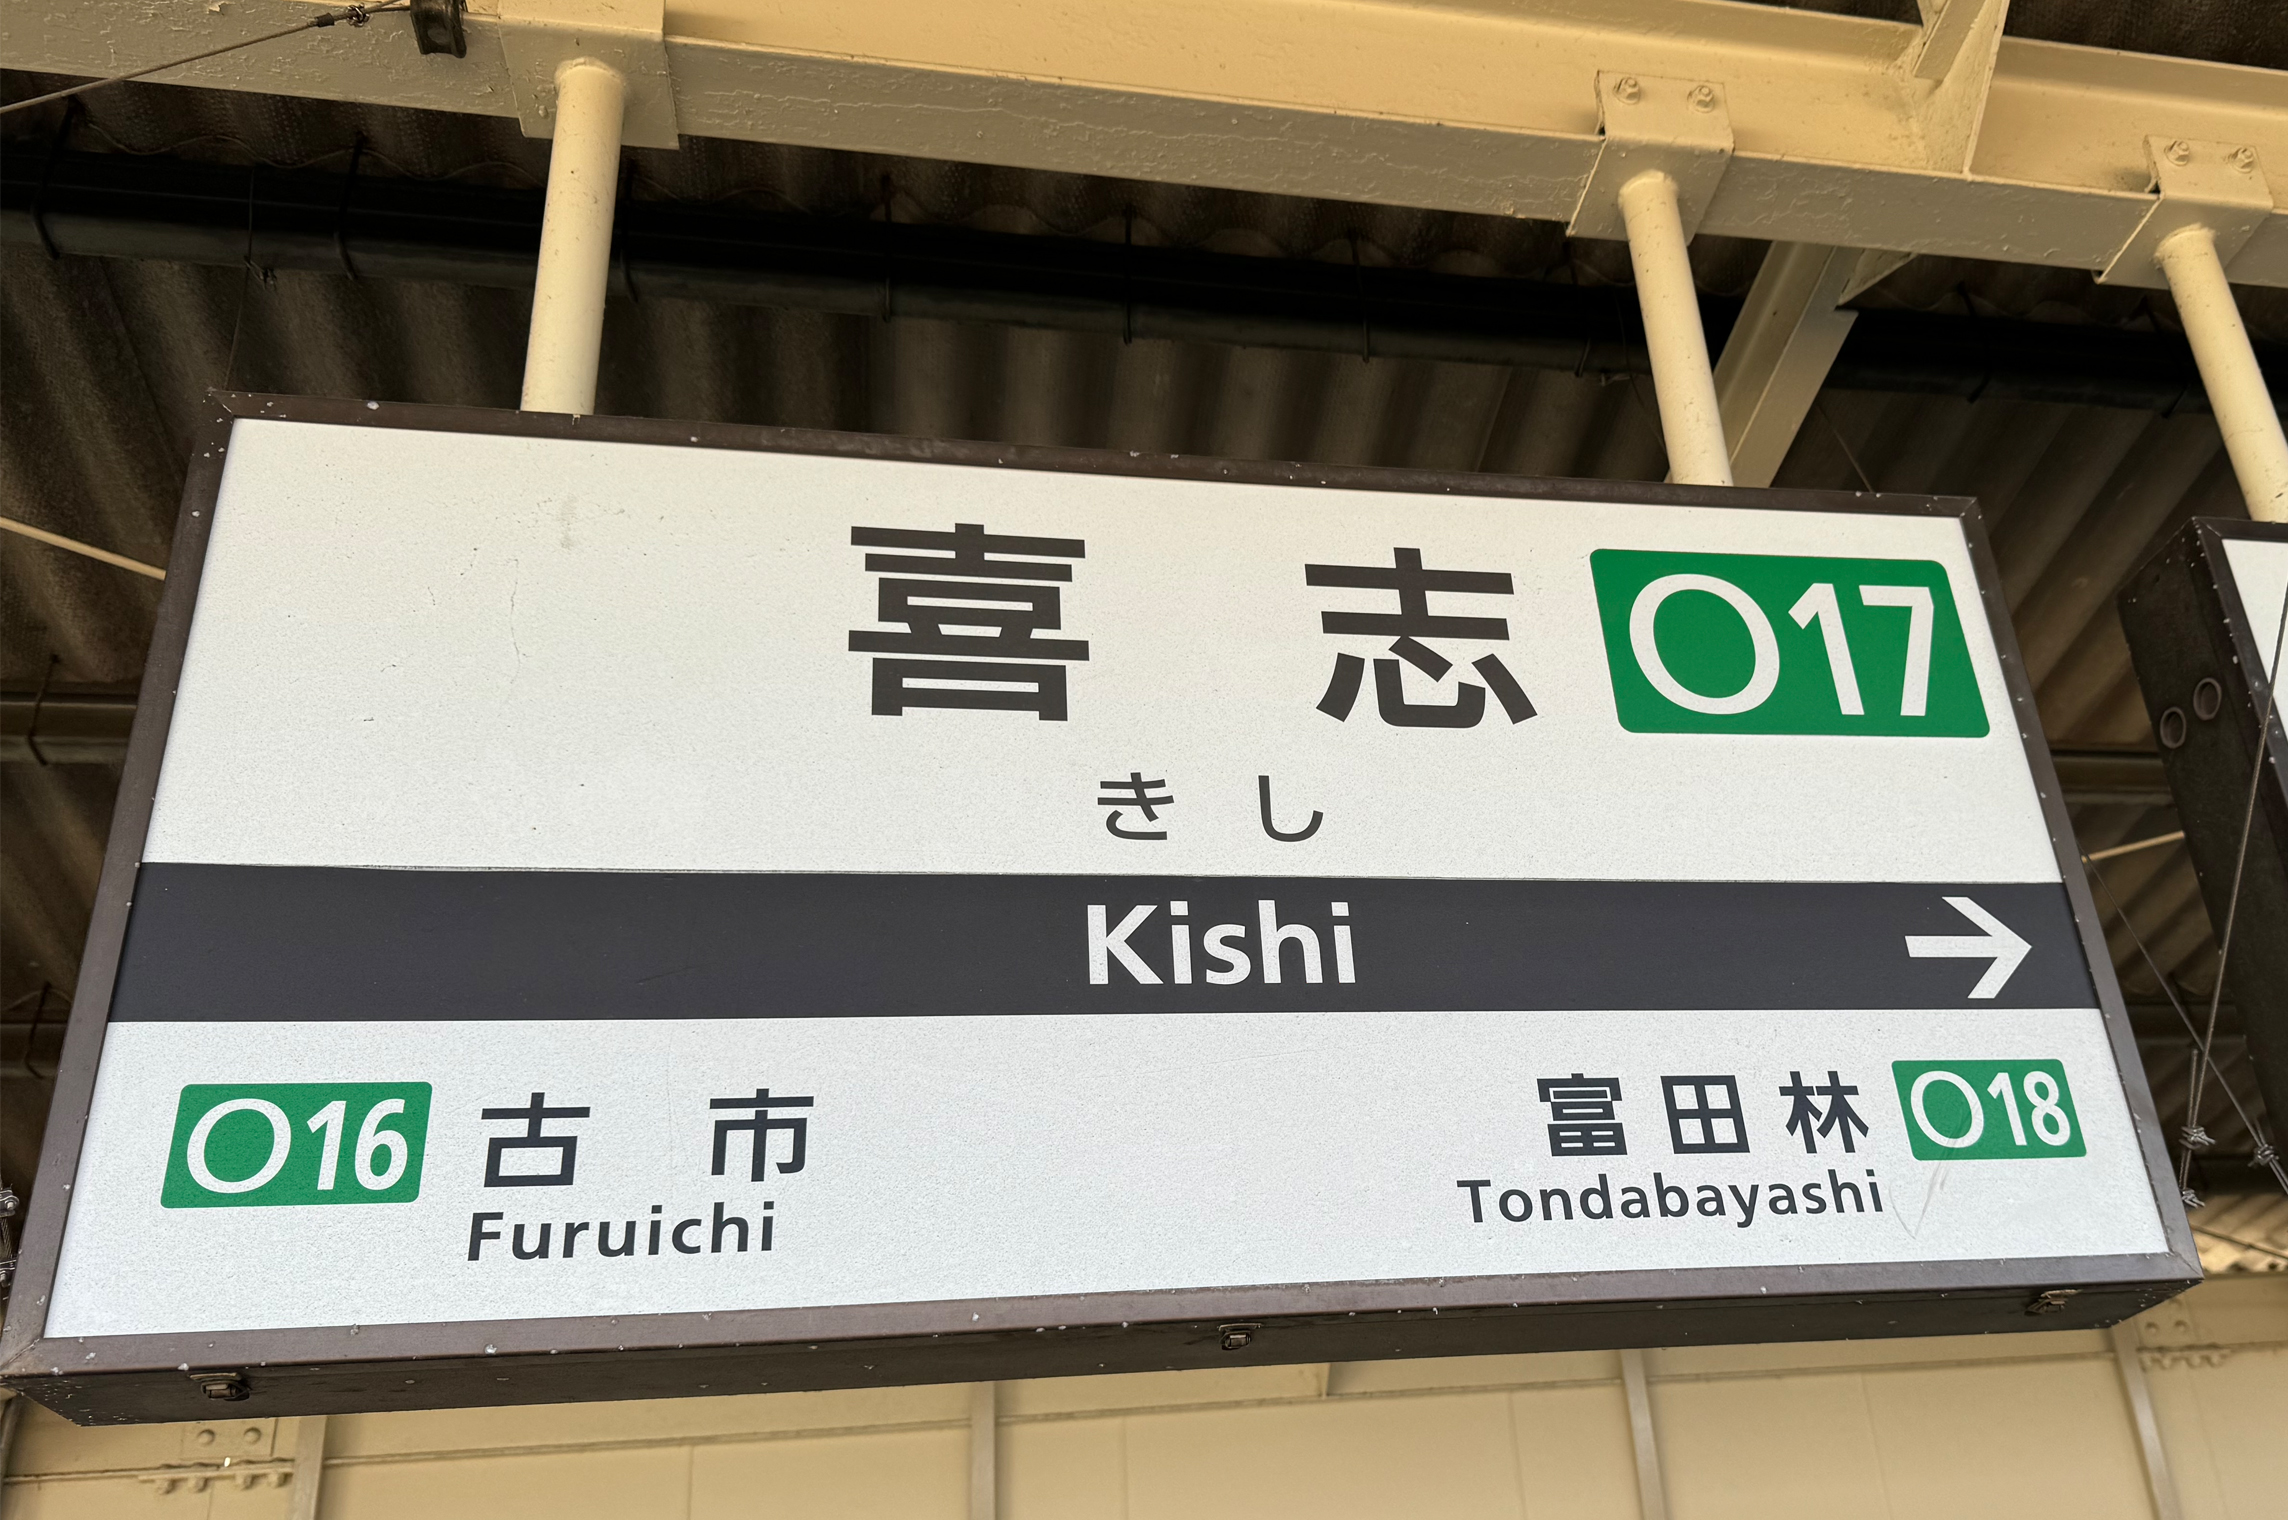 喜志 O17
きし
Kishi →
O16 古市 富田林 O18
Furuichi Tondabayashi